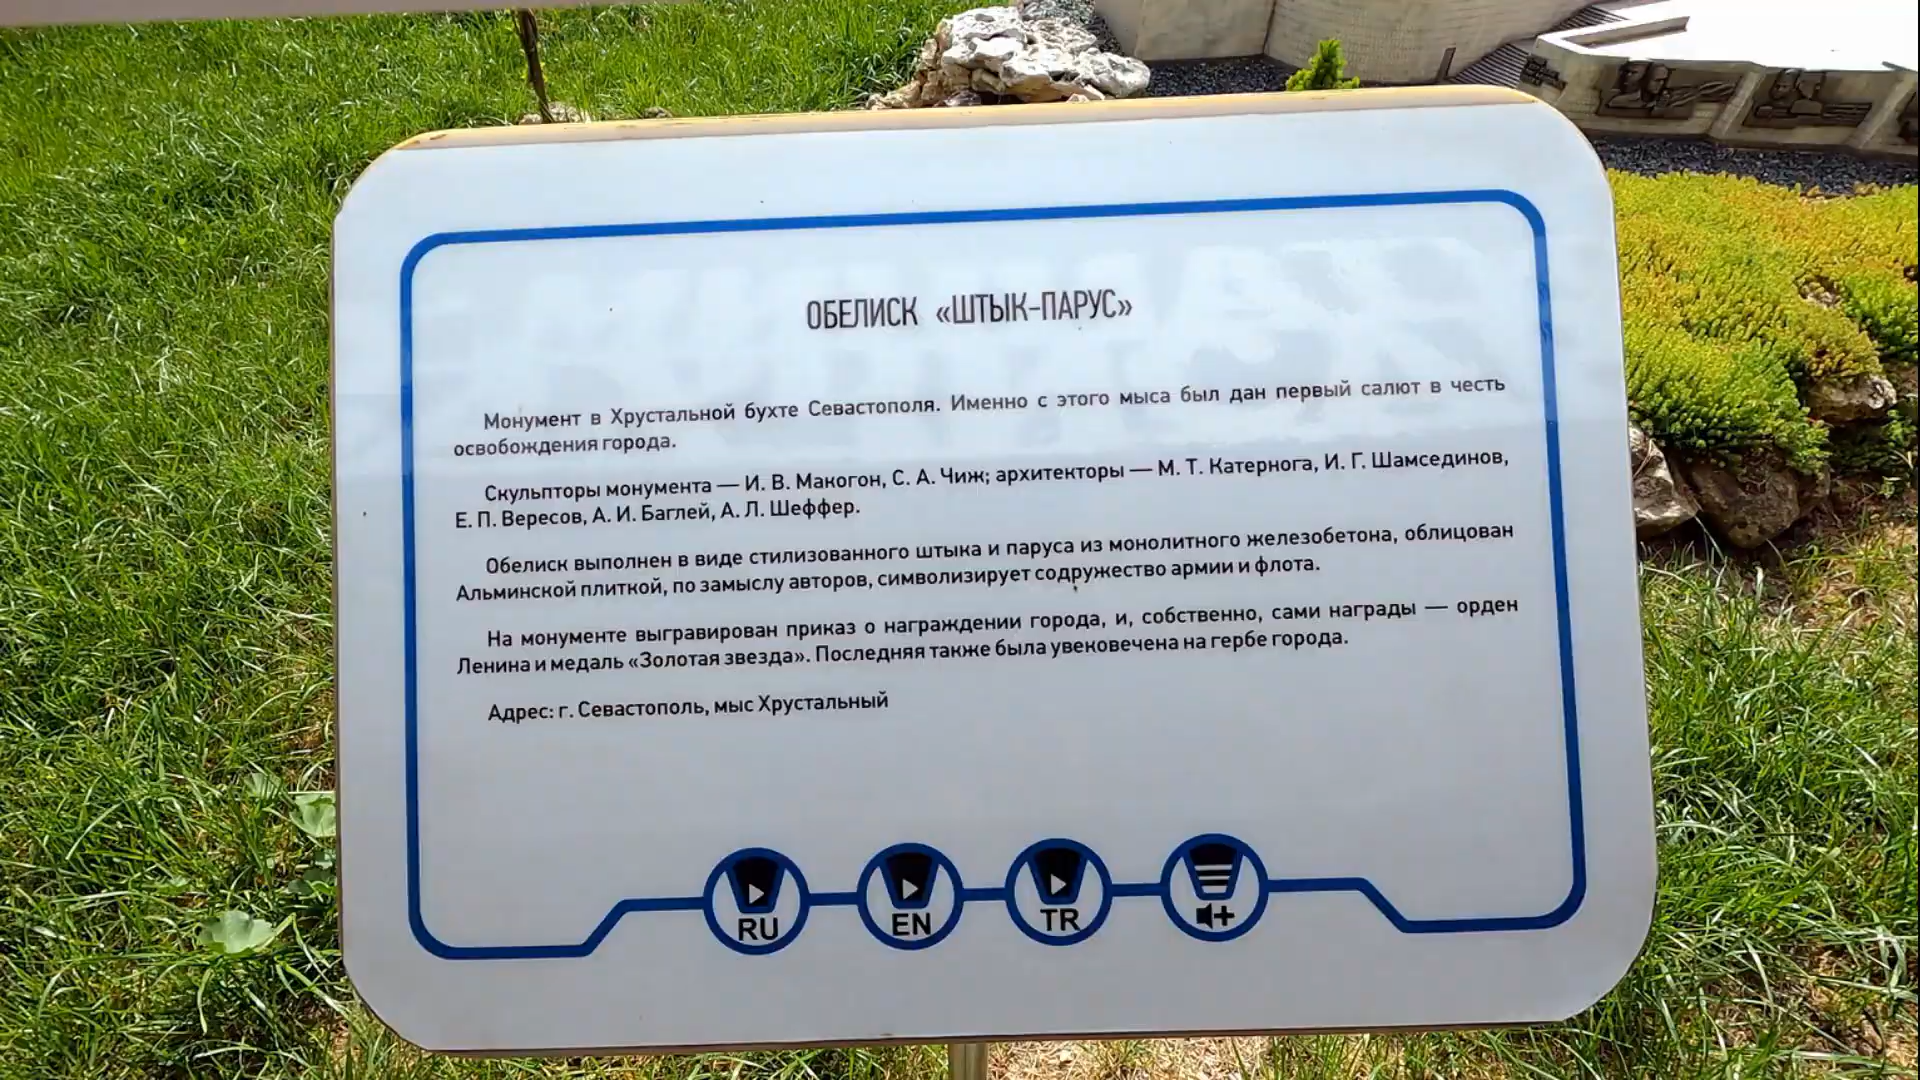 ОБЕЛИСК «ШТЫК-ПАРУС»
Монумент в Хрустальной бухте Севастополя. Именно с этого мыса был дан первый салют в честь
освобождения города.
Скульпторы монумента — И. В. Макогон, С. А. Чиж; архитекторы — М. Т. Катернога, И. Г. Шамсединов,
Е. П. Вересов, А. И. Баглей, А. Л. Шеффер.
Обелиск выполнен в виде стилизованного штыка и паруса из монолитного железобетона, облицован
Альминской плиткой, по замыслу авторов, символизирует содружество армии и флота.
На монументе выгравирован приказ о награждении города, и, собственно, сами награды — орден
Ленина и медаль «Золотая звезда». Последняя также была увековечена на гербе города.
Адрес: г. Севастополь, мыс Хрустальный
RU EN TR